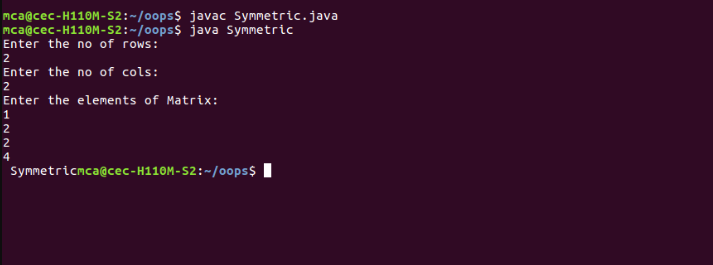 mca@cec-H110M-S2:~/oops$ javac Symmetric.java
mca@cec-H110M-S2:~/oops$ java Symmetric
Enter the no of rows:
2
Enter the no of cols:
2
Enter the elements of Matrix:
1
2
2
4
 Symmetricmca@cec-H110M-S2:~/oops$